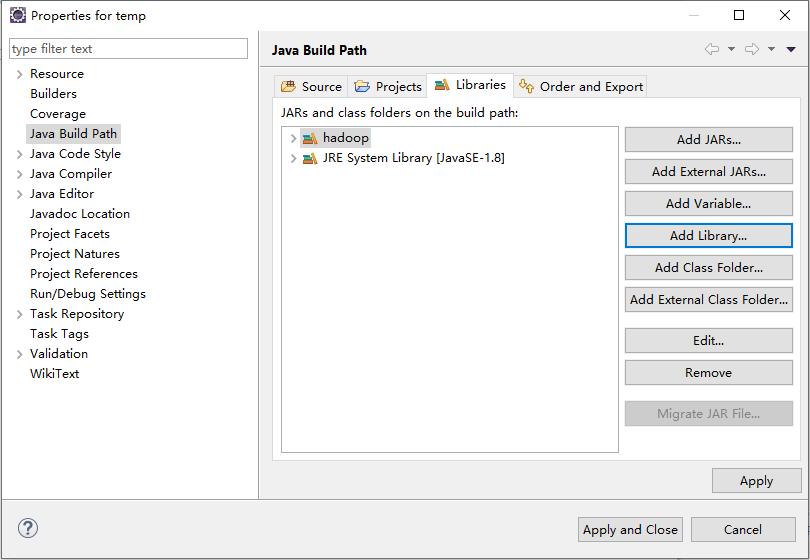 Properties for temp
type filter text
Resource
Builders
Coverage
Java Build Path
Java Code Style
Java Compiler
Java Editor
Javadoc Location
Project Facets
Project Natures
Project References
Run/Debug Settings
Task Repository
Task Tags
Validation
WikiText
Java Build Path
Source Projects Libraries Order and Export
JARs and class folders on the build path:
hadoop
JRE System Library [JavaSE-1.8]
Add JARs...
Add External JARs...
Add Variable...
Add Library...
Add Class Folder...
Add External Class Folder...
Edit...
Remove
Migrate JAR File...
Apply
?
Apply and Close Cancel